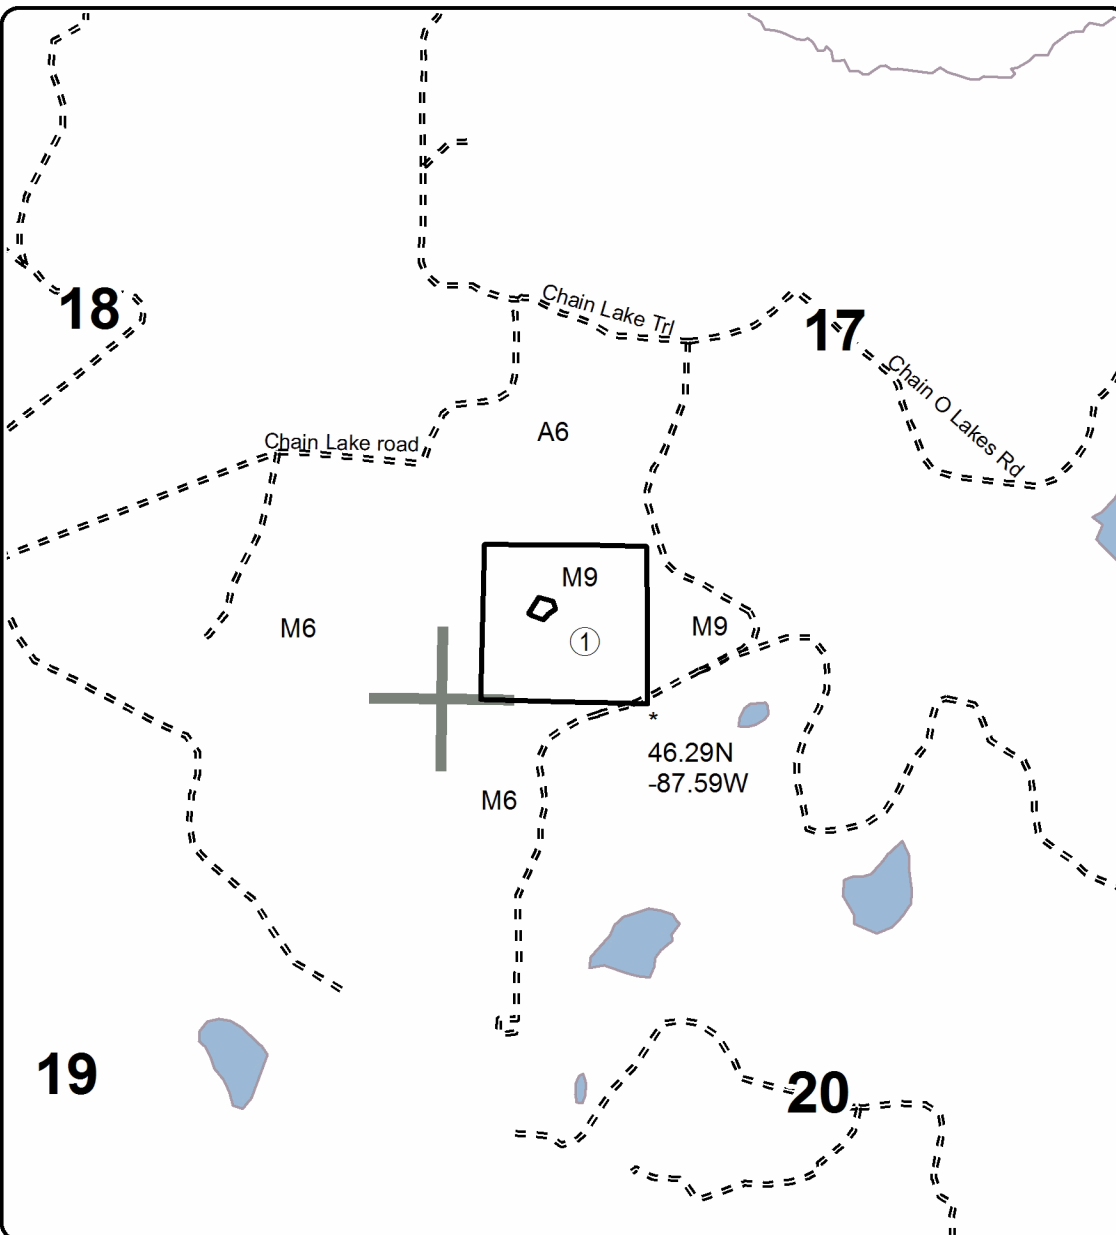 18
Chain Lake Trl
17
Chain O Lakes Rd
A6
Chain Lake road
M9
M6
1
M9
*
46.29N
-87.59W
M6
19
20